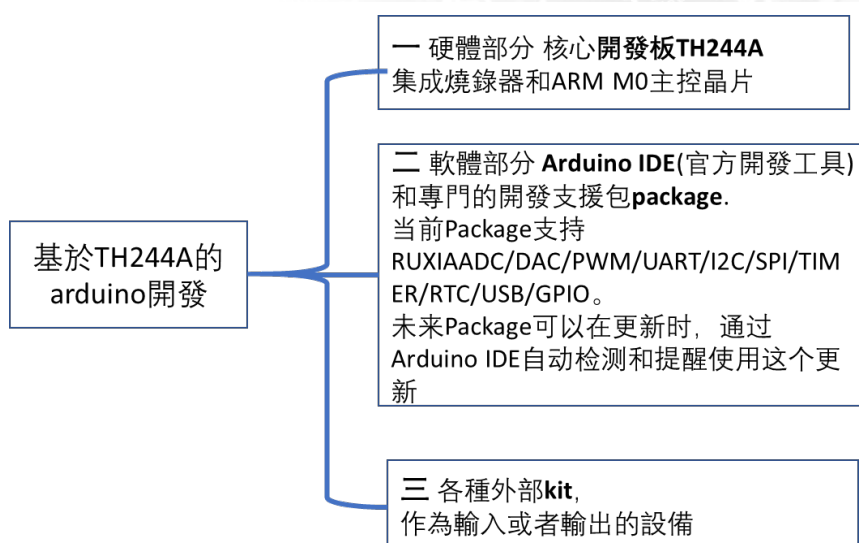 一 硬體部分 核心開發板TH244A
集成燒錄器和ARM M0主控晶片
二 軟體部分 Arduino IDE(官方開發工具)
和專門的開發支援包package.
当前Package支持
RUXIAADC/DAC/PWM/UART/I2C/SPI/TIM
ER/RTC/USB/GPIO。
未来Package可以在更新时，通过
Arduino IDE自动检测和提醒使用这个更
新
基於TH244A的
arduino開發
三 各種外部kit,
作為輸入或者輸出的設備